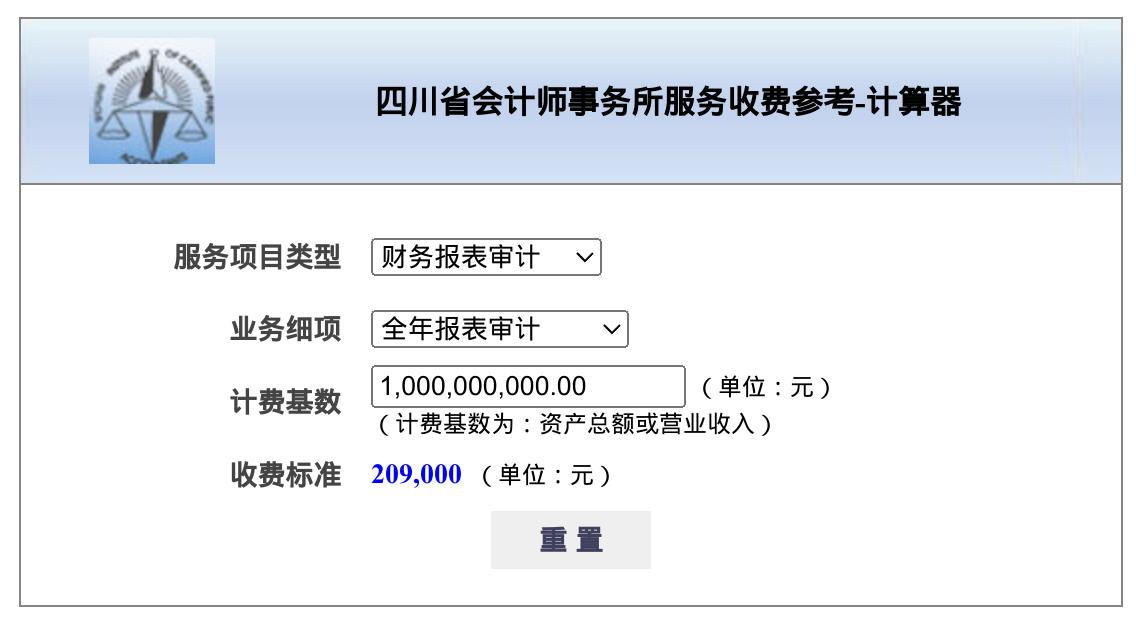 INSTITUTE OF CERTIFIED PUBLIC
四川省会计师事务所服务收费参考-计算器
服务项目类型 财务报表审计
业务细项 全年报表审计
计费基数 1,000,000,000.00 （单位：元）
（计费基数为：资产总额或营业收入）
收费标准 209,000 （单位：元）
重 置